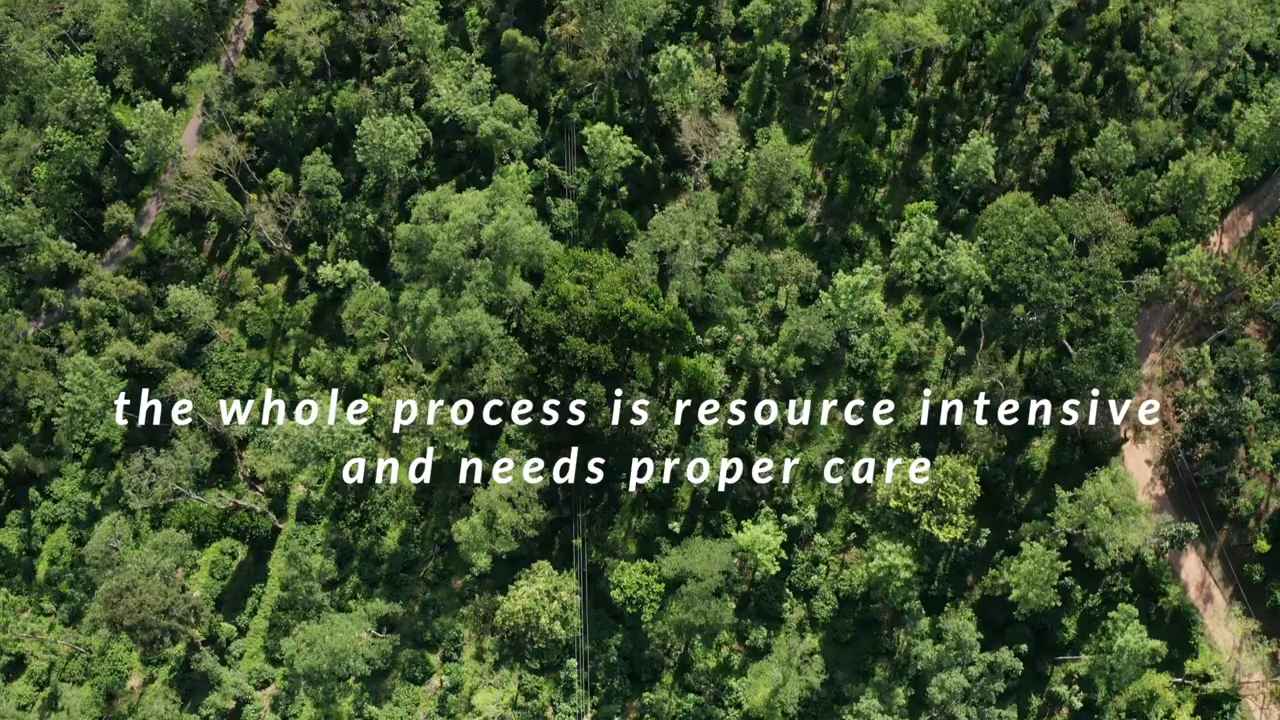 the whole process is resource intensive
and needs proper care